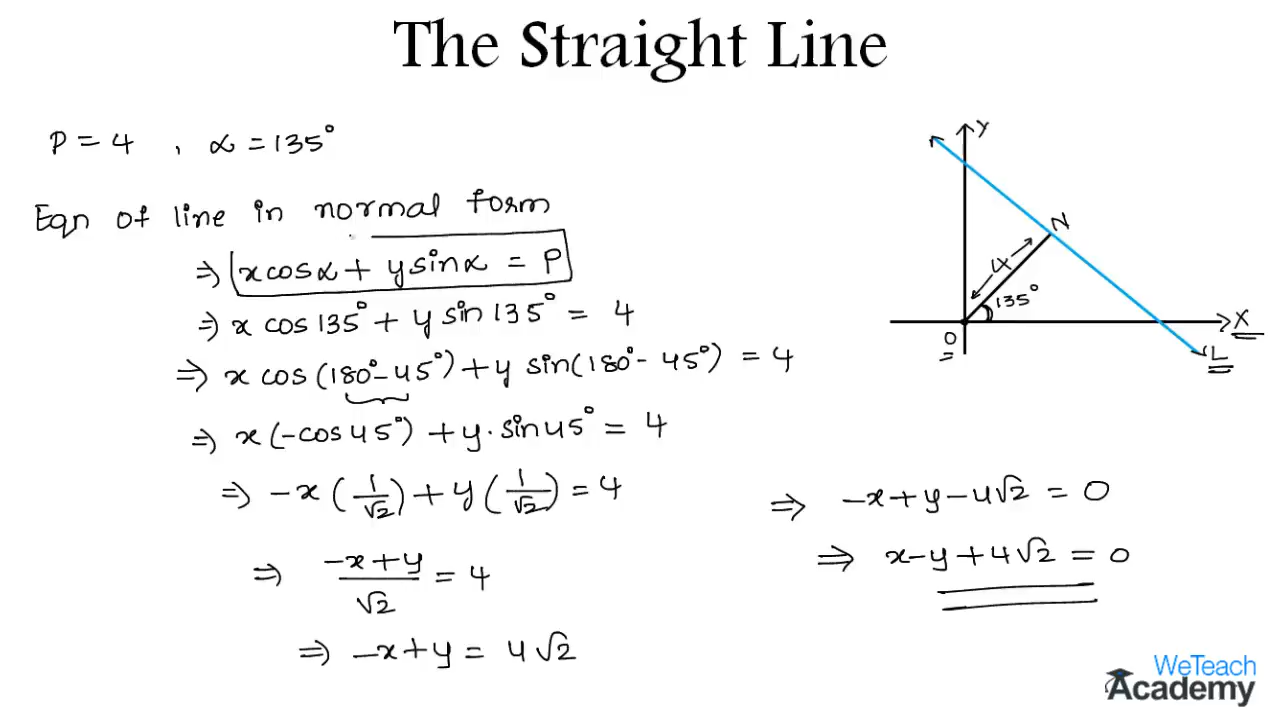 The Straight Line
P = 4 , α = 135°
Eqn of line in normal form
⇒ x cosα + y sinα = P
⇒ x cos 135° + y sin 135° = 4
⇒ x cos (180° - 45°) + y sin(180° - 45°) = 4
⇒ x (-cos 45°) + y · sin 45° = 4
⇒ -x (1/√2) + y (1/√2) = 4
⇒ -x + y / √2 = 4
⇒ -x + y = 4√2
Y
N
4
135°
O
X
L
⇒ -x + y - 4√2 = 0
⇒ x - y + 4√2 = 0
WeTeach
Academy